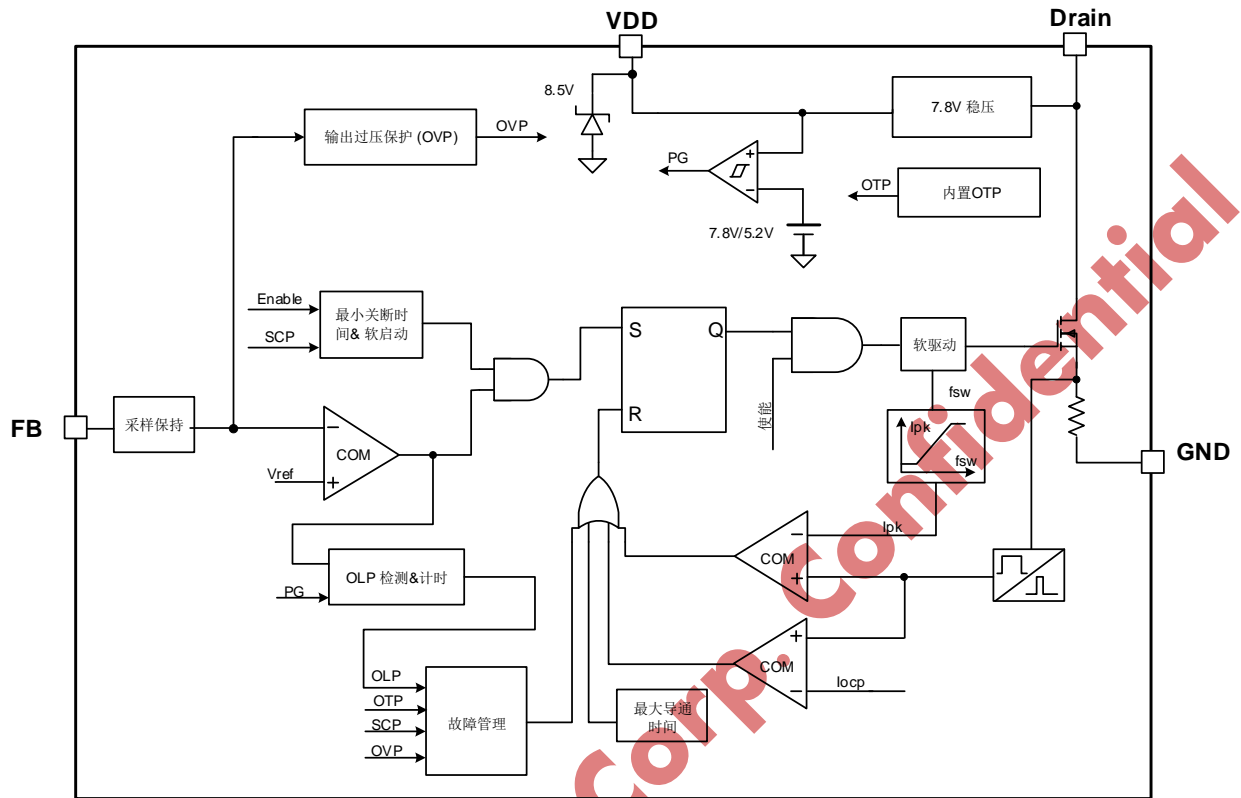 VDD
Drain
8.5V
7.8V 稳压
输出过压保护 (OVP)
OVP
PG
+
−
OTP
内置OTP
7.8V/5.2V
Enable
SCP
最小关断时
间& 软启动
S
Q
R
使能
软驱动
fsw
Ipk
fsw
FB
采样保持
−
COM
Vref
+
GND
Ipk
−
COM
+
OLP 检测&计时
PG
+
COM
−
Iocp
OLP
OTP
SCP
OVP
故障管理
最大导通
时间
Corp. Confidential